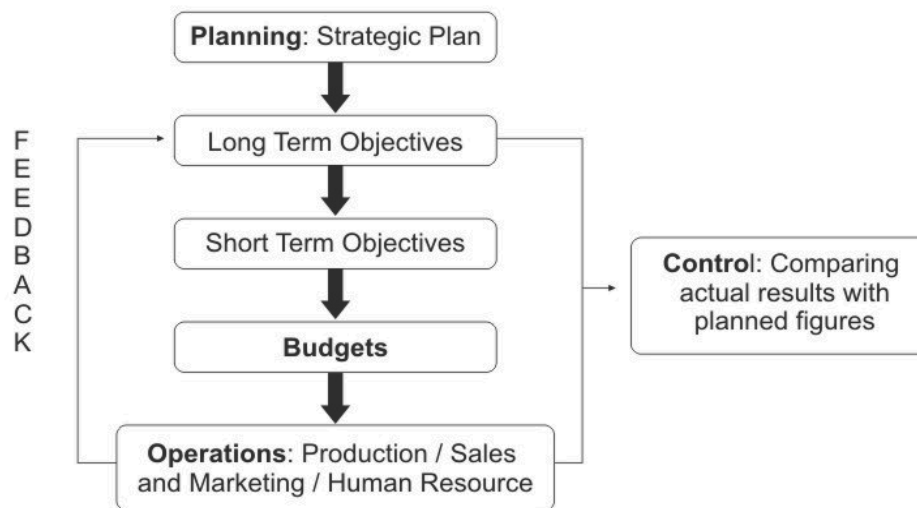 Planning: Strategic Plan
Long Term Objectives
Short Term Objectives
Budgets
Operations: Production / Sales
and Marketing / Human Resource
F
E
E
D
B
A
C
K
Control: Comparing
actual results with
planned figures